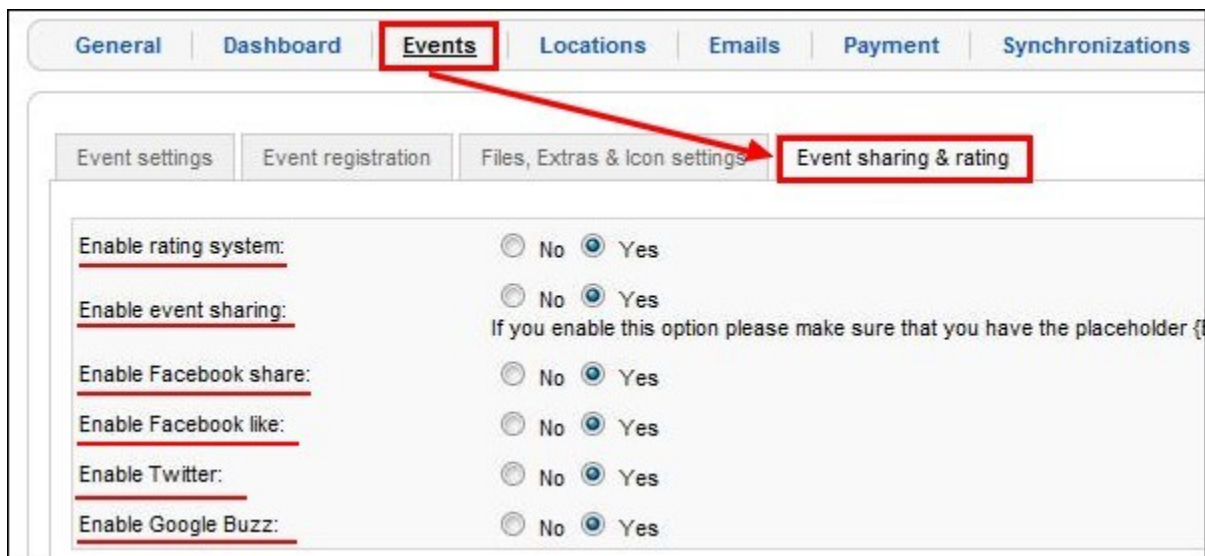 General Dashboard Events Locations Emails Payment Synchronizations
Event settings Event registration Files, Extras & Icon settings Event sharing & rating
Enable rating system: No Yes
Enable event sharing: No Yes
If you enable this option please make sure that you have the placeholder {
Enable Facebook share: No Yes
Enable Facebook like: No Yes
Enable Twitter: No Yes
Enable Google Buzz: No Yes